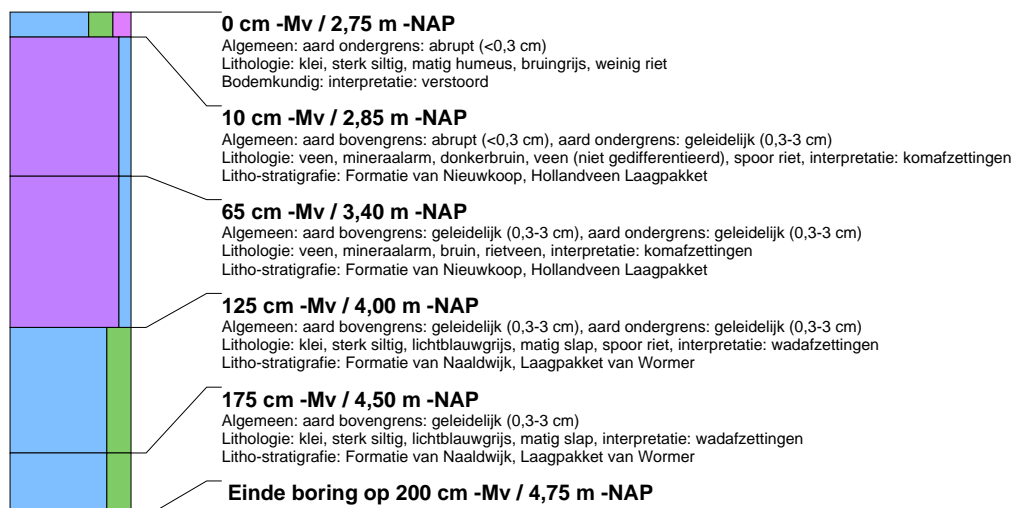 0 cm -Mv / 2,75 m -NAP
Algemeen: aard ondergrens: abrupt (<0,3 cm)
Lithologie: klei, sterk siltig, matig humeus, bruingrijs, weinig riet
Bodemkundig: interpretatie: verstoord
10 cm -Mv / 2,85 m -NAP
Algemeen: aard bovengrens: abrupt (<0,3 cm), aard ondergrens: geleidelijk (0,3-3 cm)
Lithologie: veen, mineraalarm, donkerbruin, veen (niet gedifferentieerd), spoor riet, interpretatie: komafzettingen
Litho-stratigrafie: Formatie van Nieuwkoop, Hollandveen Laagpakket
65 cm -Mv / 3,40 m -NAP
Algemeen: aard bovengrens: geleidelijk (0,3-3 cm), aard ondergrens: geleidelijk (0,3-3 cm)
Lithologie: veen, mineraalarm, bruin, rietveen, interpretatie: komafzettingen
Litho-stratigrafie: Formatie van Nieuwkoop, Hollandveen Laagpakket
125 cm -Mv / 4,00 m -NAP
Algemeen: aard bovengrens: geleidelijk (0,3-3 cm), aard ondergrens: geleidelijk (0,3-3 cm)
Lithologie: klei, sterk siltig, lichtblauwgrijs, matig slap, spoor riet, interpretatie: wadafzettingen
Litho-stratigrafie: Formatie van Naaldwijk, Laagpakket van Wormer
175 cm -Mv / 4,50 m -NAP
Algemeen: aard bovengrens: geleidelijk (0,3-3 cm)
Lithologie: klei, sterk siltig, lichtblauwgrijs, matig slap, interpretatie: wadafzettingen
Litho-stratigrafie: Formatie van Naaldwijk, Laagpakket van Wormer
Einde boring op 200 cm -Mv / 4,75 m -NAP